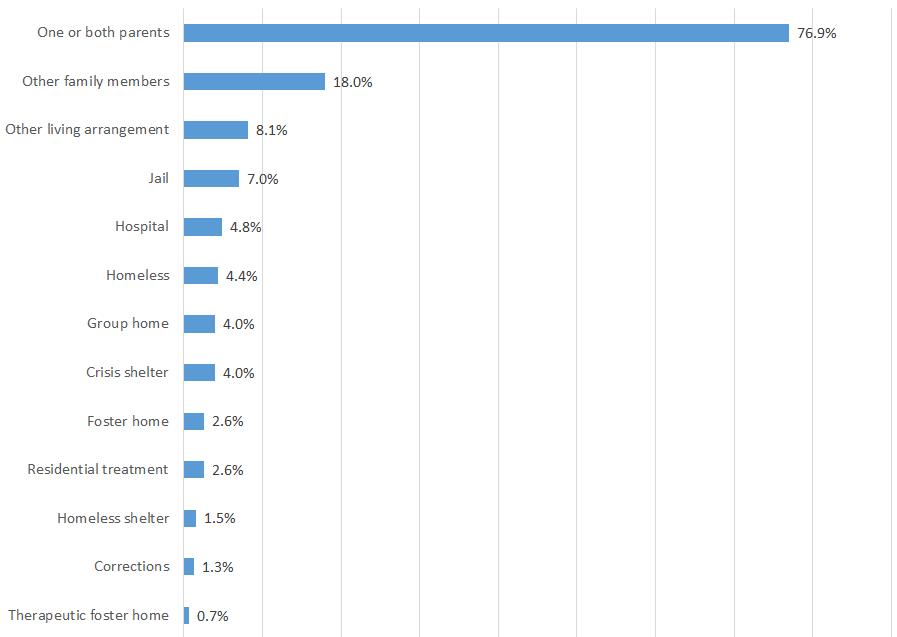 One or both parents 76.9%
Other family members 18.0%
Other living arrangement 8.1%
Jail 7.0%
Hospital 4.8%
Homeless 4.4%
Group home 4.0%
Crisis shelter 4.0%
Foster home 2.6%
Residential treatment 2.6%
Homeless shelter 1.5%
Corrections 1.3%
Therapeutic foster home 0.7%